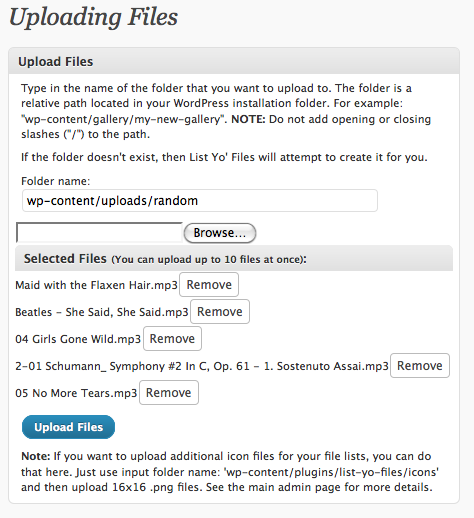 Uploading Files
Upload Files
Type in the name of the folder that you want to upload to. The folder is a
relative path located in your WordPress installation folder. For example:
"wp-content/gallery/my-new-gallery". NOTE: Do not add opening or closing
slashes ("/") to the path.
If the folder doesn't exist, then List Yo' Files will attempt to create it for you.
Folder name:
wp-content/uploads/random
Browse...
Selected Files (You can upload up to 10 files at once):
Maid with the Flaxen Hair.mp3 Remove
Beatles - She Said, She Said.mp3 Remove
04 Girls Gone Wild.mp3 Remove
2-01 Schumann_ Symphony #2 In C, Op. 61 - 1. Sostenuto Assai.mp3 Remove
05 No More Tears.mp3 Remove
Upload Files
Note: If you want to upload additional icon files for your file lists, you can do
that here. Just use input folder name: 'wp-content/plugins/list-yo-files/icons'
and then upload 16x16 .png files. See the main admin page for more details.